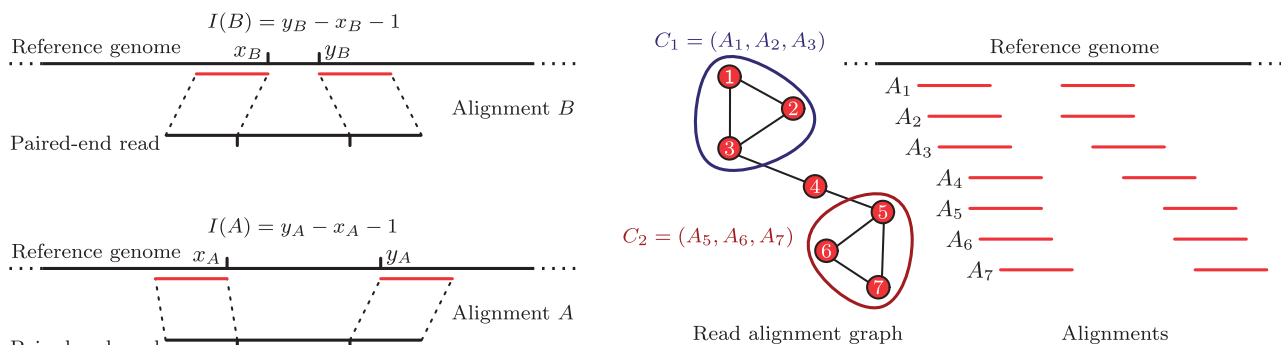 I(B) = y_B − x_B − 1
Reference genome
x_B
y_B
Alignment B
Paired-end read
I(A) = y_A − x_A − 1
Reference genome
x_A
y_A
Alignment A
C_1 = (A_1, A_2, A_3)
1
2
3
4
5
6
7
C_2 = (A_5, A_6, A_7)
Read alignment graph
Reference genome
A_1
A_2
A_3
A_4
A_5
A_6
A_7
Alignments